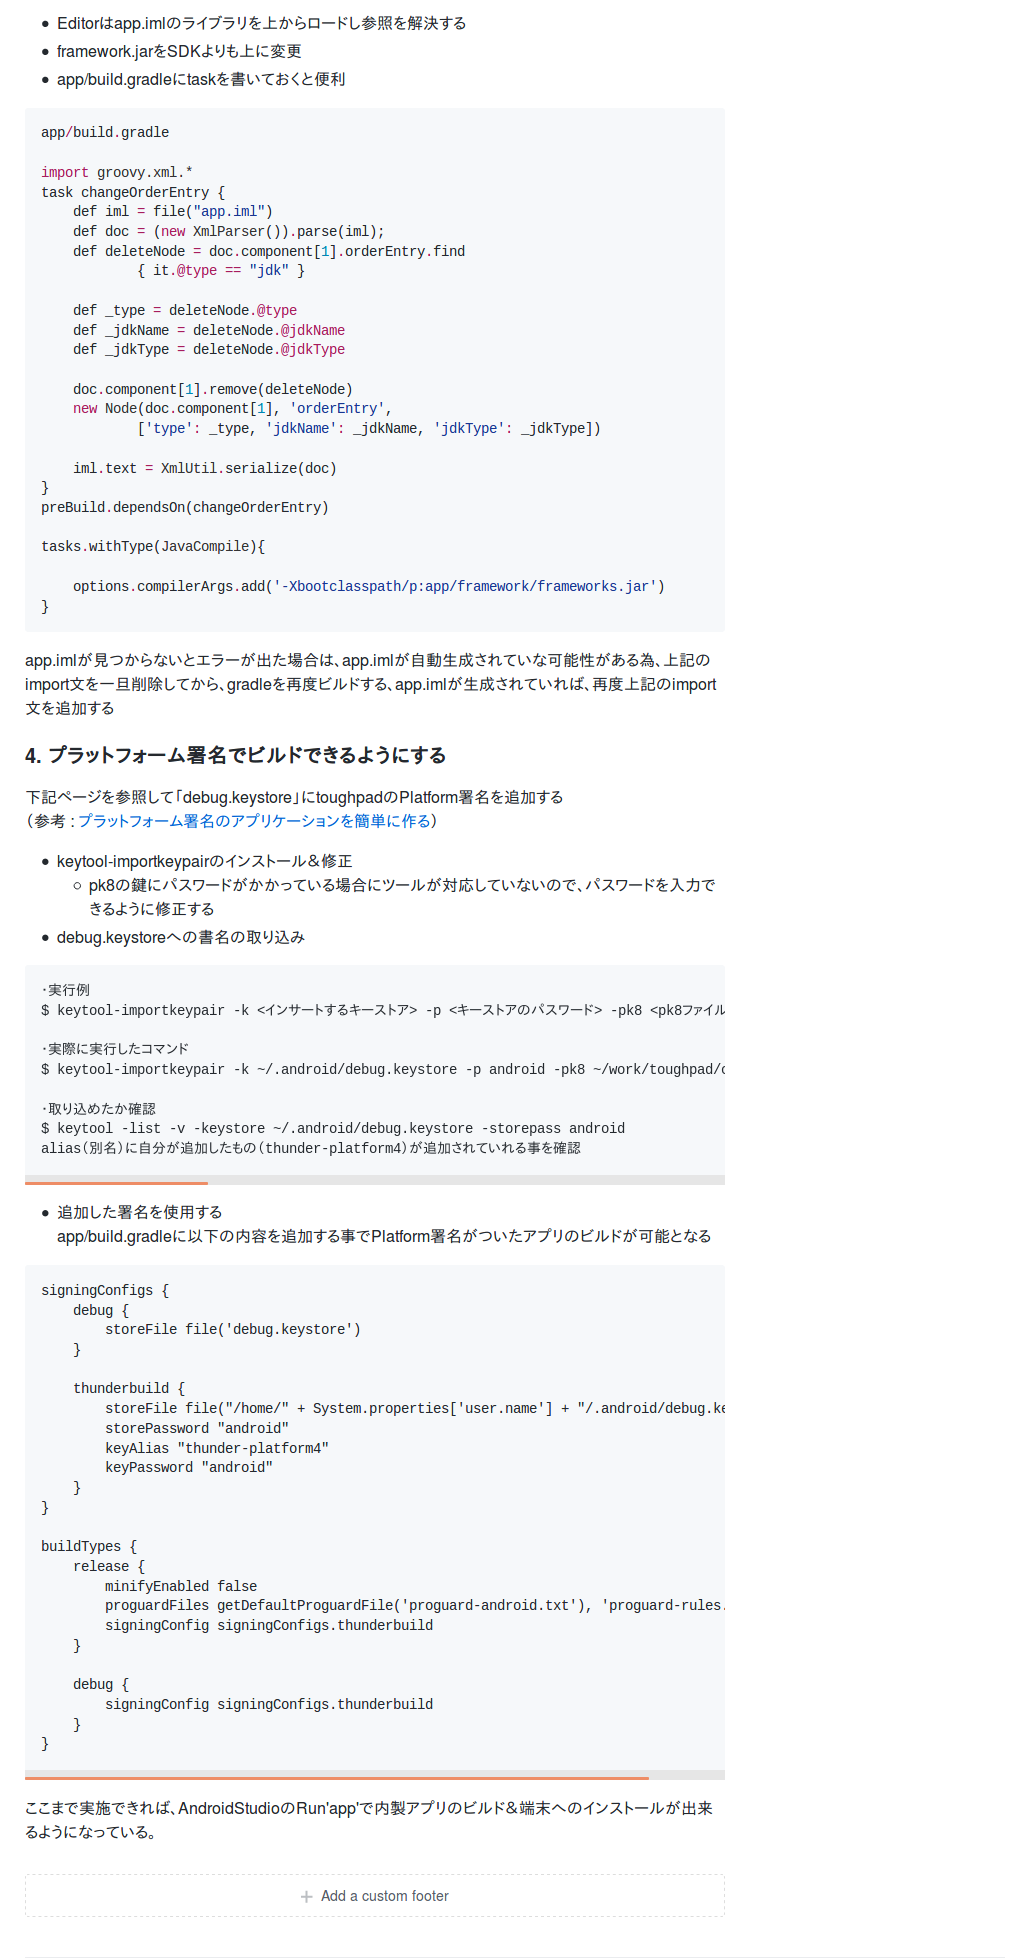 ● Editorはapp.imlのライブラリを上からロードし参照を解決する
● framework.jarをSDKよりも上に変更
● app/build.gradleにtaskを書いておくと便利
app/build.gradle
import groovy.xml.*
task changeOrderEntry {
    def iml = file("app.iml")
    def doc = (new XmlParser()).parse(iml);
    def deleteNode = doc.component[1].orderEntry.find
            { it.@type == "jdk" }
    def _type = deleteNode.@type
    def _jdkName = deleteNode.@jdkName
    def _jdkType = deleteNode.@jdkType
    doc.component[1].remove(deleteNode)
    new Node(doc.component[1], 'orderEntry',
            ['type': _type, 'jdkName': _jdkName, 'jdkType': _jdkType])
    iml.text = XmlUtil.serialize(doc)
}
preBuild.dependsOn(changeOrderEntry)
tasks.withType(JavaCompile){
    options.compilerArgs.add('-Xbootclasspath/p:app/framework/frameworks.jar')
}
app.imlが見つからないとエラーが出た場合は、app.imlが自動生成されていな可能性がある為、上記の
import文を一旦削除してから、gradleを再度ビルドする、app.imlが生成されていれば、再度上記のimport
文を追加する
4. プラットフォーム署名でビルドできるようにする
下記ページを参照して「debug.keystore」にtoughpadのPlatform署名を追加する
（参考 : プラットフォーム署名のアプリケーションを簡単に作る）
● keytool-importkeypairのインストール＆修正
○ pk8の鍵にパスワードがかかっている場合にツールが対応していないので、パスワードを入力で
きるように修正する
● debug.keystoreへの書名の取り込み
・実行例
$ keytool-importkeypair -k <インサートするキーストア> -p <キーストアのパスワード> -pk8 <pk8ファイル
・実際に実行したコマンド
$ keytool-importkeypair -k ~/.android/debug.keystore -p android -pk8 ~/work/toughpad/
・取り込めたか確認
$ keytool -list -v -keystore ~/.android/debug.keystore -storepass android
alias（別名）に自分が追加したもの（thunder-platform4）が追加されていれる事を確認
● 追加した署名を使用する
app/build.gradleに以下の内容を追加する事でPlatform署名がついたアプリのビルドが可能となる
signingConfigs {
    debug {
        storeFile file('debug.keystore')
    }
    thunderbuild {
        storeFile file("/home/" + System.properties['user.name'] + "/.android/debug.ke
        storePassword "android"
        keyAlias "thunder-platform4"
        keyPassword "android"
    }
}
buildTypes {
    release {
        minifyEnabled false
        proguardFiles getDefaultProguardFile('proguard-android.txt'), 'proguard-rules.
        signingConfig signingConfigs.thunderbuild
    }
    debug {
        signingConfig signingConfigs.thunderbuild
    }
}
ここまで実施できれば、AndroidStudioのRun'app'で内製アプリのビルド＆端末へのインストールが出来
るようになっている。
Add a custom footer